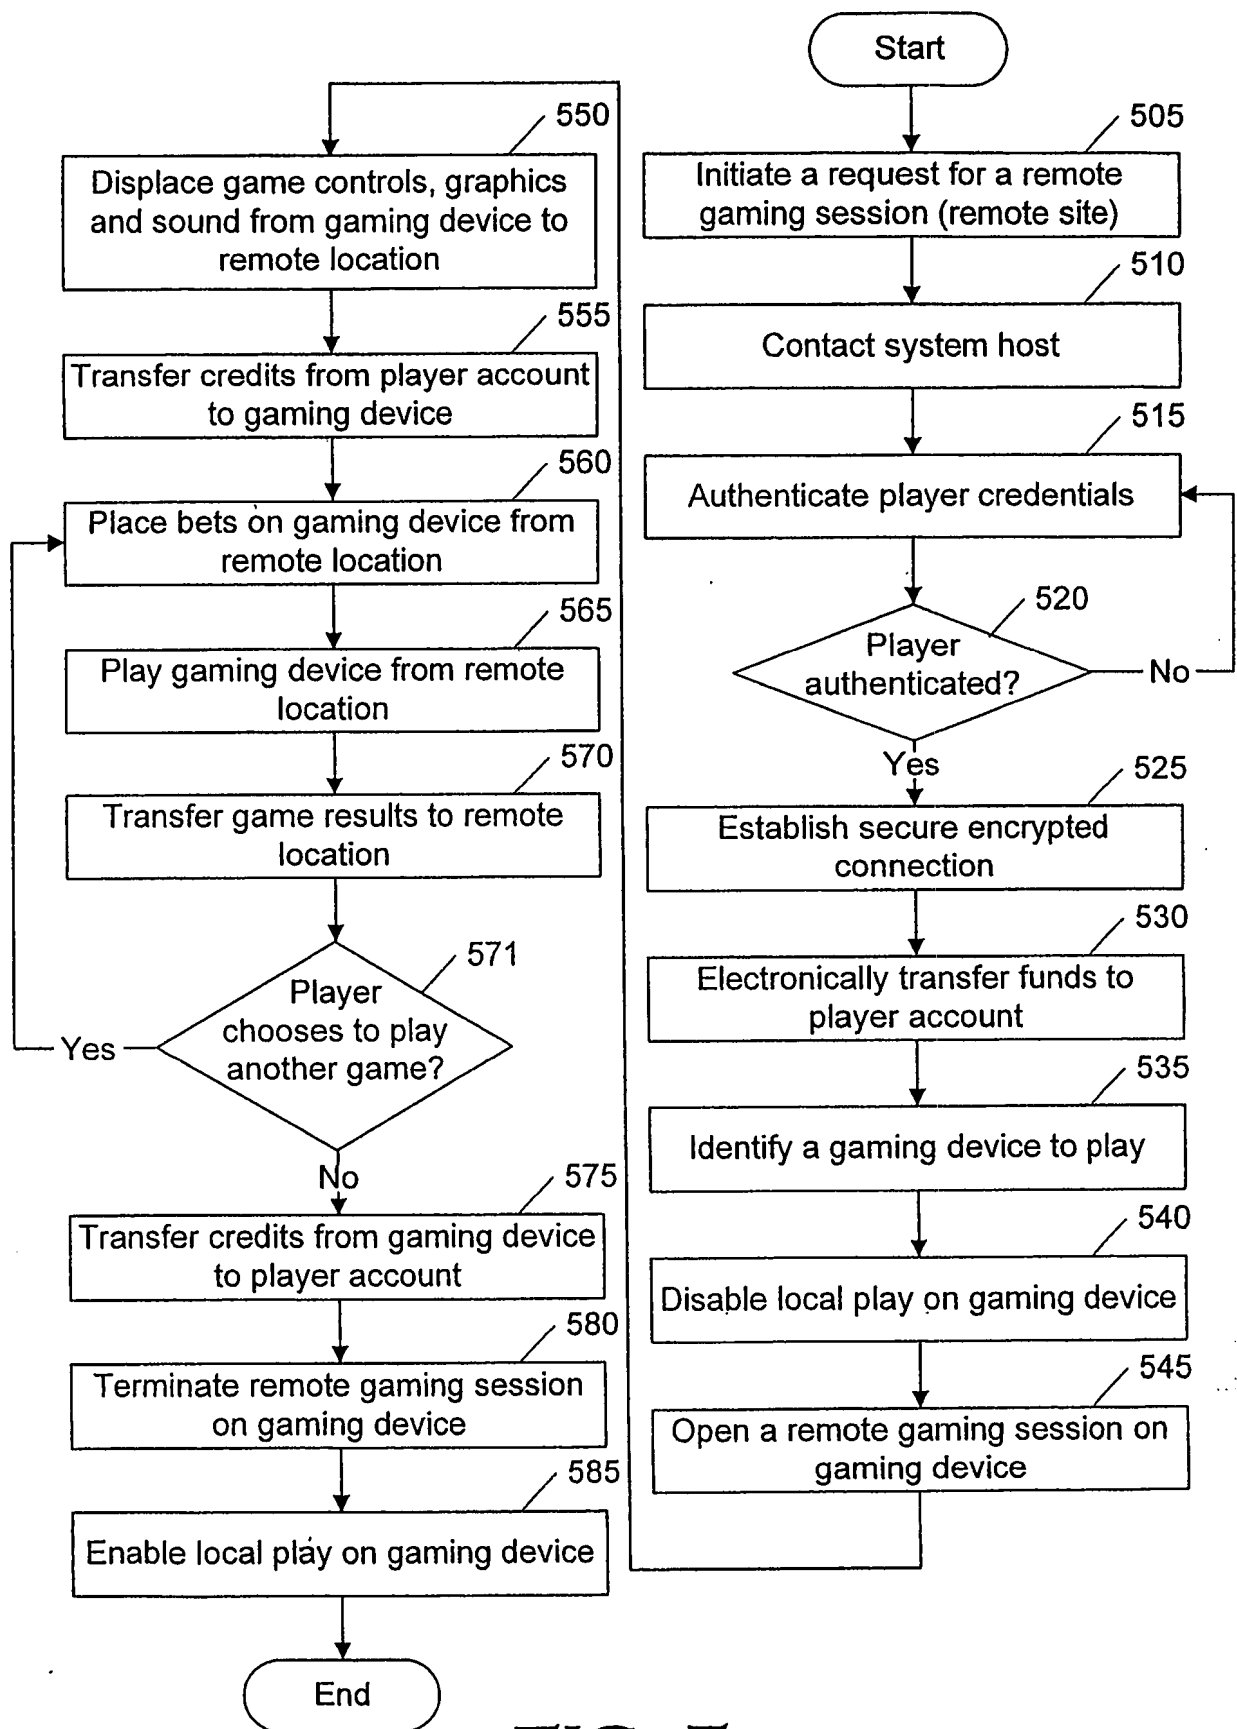 Start
505
Initiate a request for a remote
gaming session (remote site)
510
Contact system host
515
Authenticate player credentials
520
Player
authenticated?
No
Yes
525
Establish secure encrypted
connection
530
Electronically transfer funds to
player account
535
Identify a gaming device to play
540
Disable local play on gaming device
545
Open a remote gaming session on
gaming device
550
Displace game controls, graphics
and sound from gaming device to
remote location
555
Transfer credits from player account
to gaming device
560
Place bets on gaming device from
remote location
565
Play gaming device from remote
location
570
Transfer game results to remote
location
571
Player
chooses to play
another game?
Yes
No
575
Transfer credits from gaming device
to player account
580
Terminate remote gaming session
on gaming device
585
Enable local play on gaming device
End